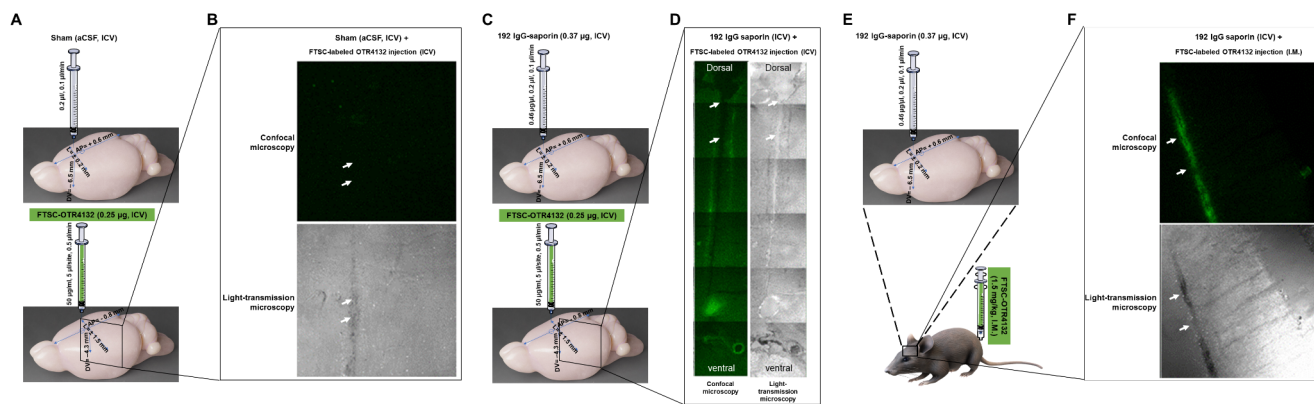 A
Sham (aCSF, ICV)
0.2 µl, 0.1 µl/min
AP= + 0.6 mm
L= ± 0.2 mm
DV= -6.5 mm
FTSC-OTR4132 (0.25 µg, ICV)
50 µg/ml, 5 µl/site, 0.5 µl/min
AP= - 0.8 mm
L= ± 1.5 mm
DV= -4.3 mm
B
Sham (aCSF, ICV) +
FTSC-labeled OTR4132 injection (ICV)
Confocal
microscopy
Light-transmission
microscopy
C
192 IgG-saporin (0.37 µg, ICV)
0.46 µg/µl, 0.2 µl, 0.1 µl/min
AP= + 0.6 mm
L= ± 0.2 mm
DV= -6.5 mm
FTSC-OTR4132 (0.25 µg, ICV)
50 µg/ml, 5 µl/site, 0.5 µl/min
AP= - 0.8 mm
L= ± 1.5 mm
DV= -4.3 mm
D
192 IgG saporin (ICV) +
FTSC-labeled OTR4132 injection (ICV)
Dorsal
Dorsal
ventral
ventral
Confocal
microscopy
Light-
transmission
microscopy
E
192 IgG-saporin (0.37 µg, ICV)
0.46 µg/µl, 0.2 µl, 0.1 µl/min
AP= + 0.6 mm
L= ± 0.2 mm
DV= -6.5 mm
FTSC-OTR4132
(1.5 mg/kg, I.M.)
F
192 IgG saporin (ICV) +
FTSC-labeled OTR4132 injection (I.M.)
Confocal
microscopy
Light-transmission
microscopy